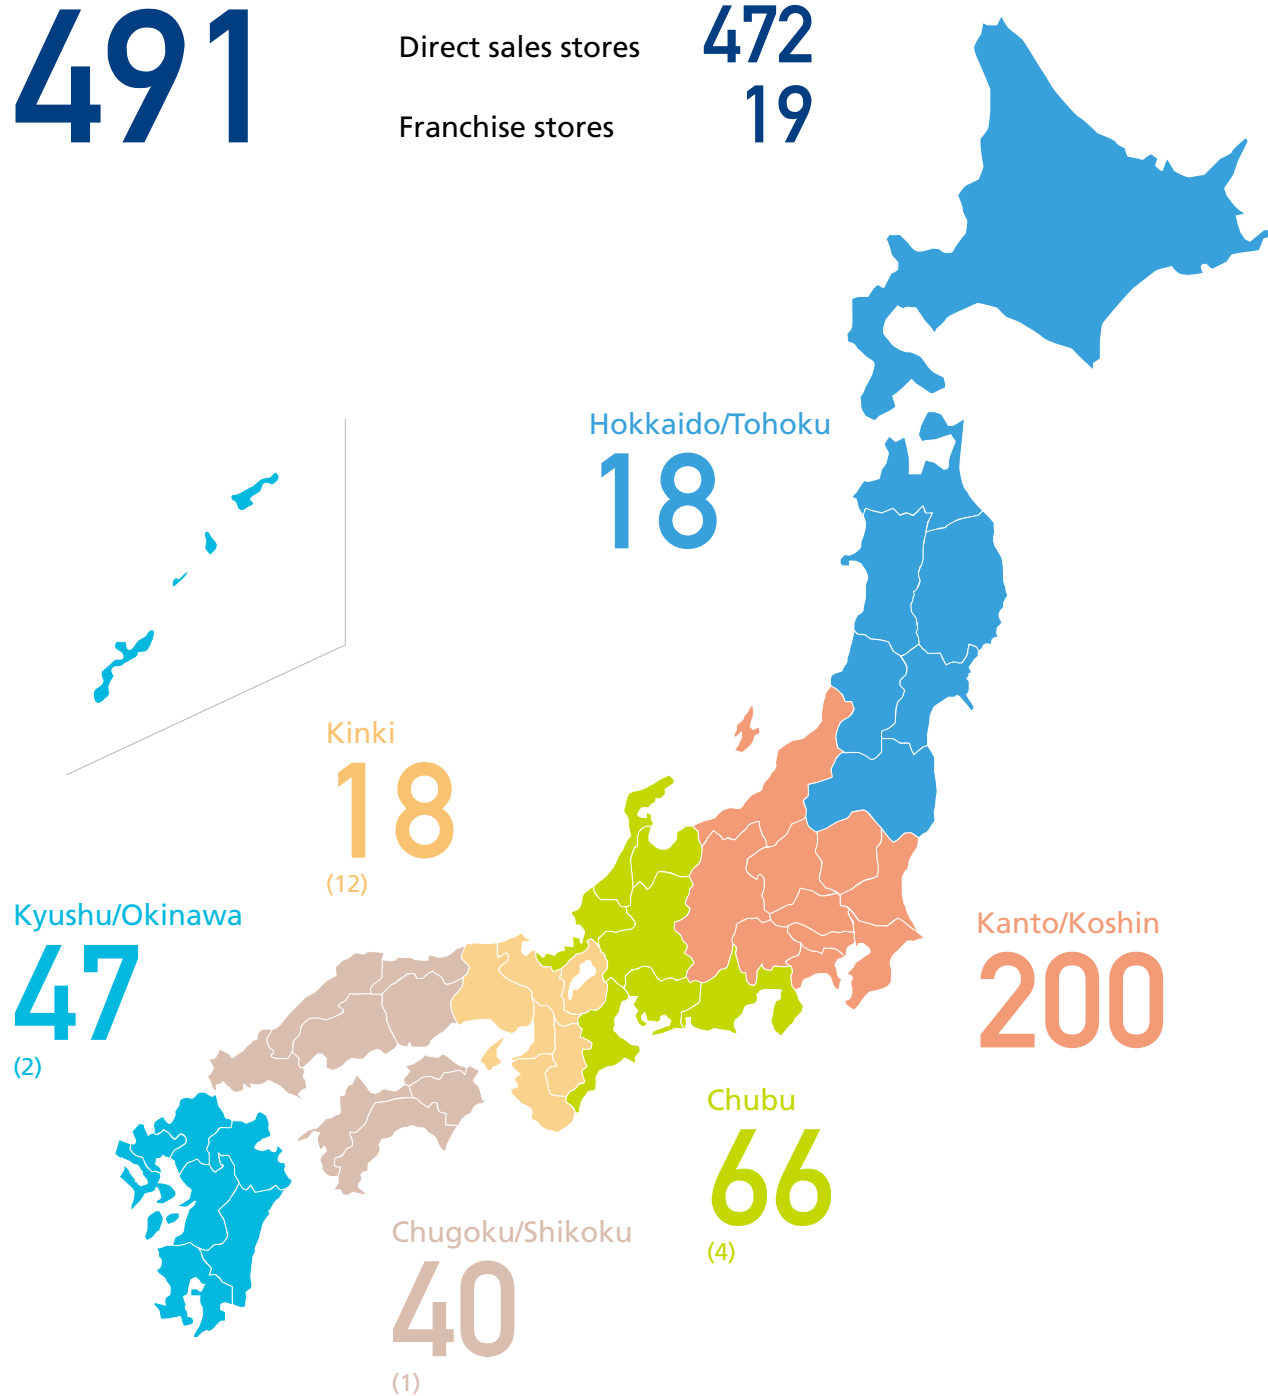 491
Direct sales stores 472
Franchise stores 19
Hokkaido/Tohoku
18
Kinki
18
(12)
Kyushu/Okinawa
47
(2)
Kanto/Koshin
200
Chubu
66
(4)
Chugoku/Shikoku
40
(1)